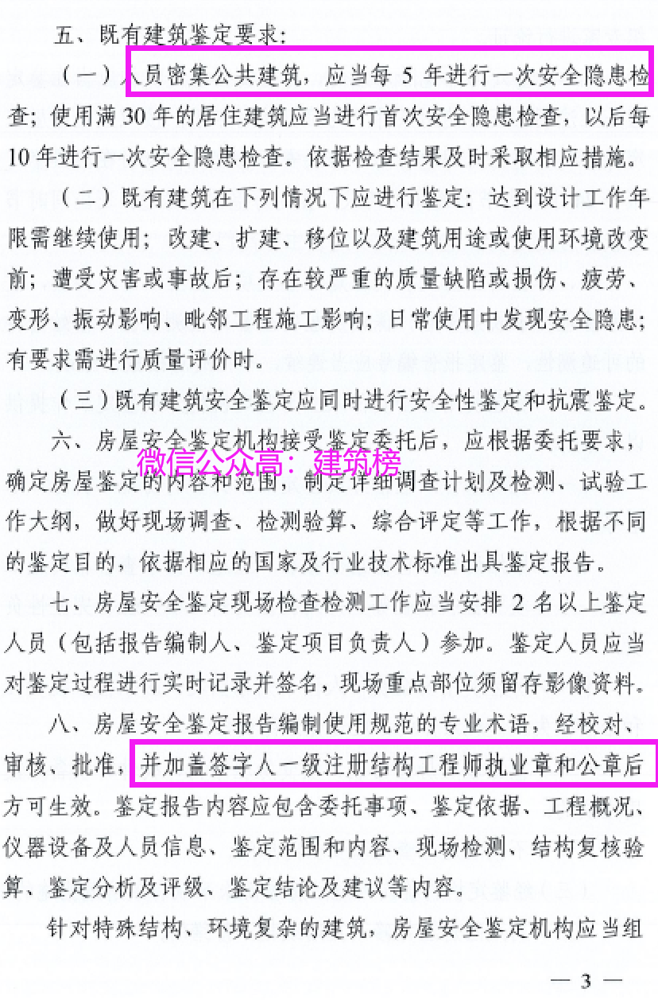 五、既有建筑鉴定要求：
（一）人员密集公共建筑，应当每 5 年进行一次安全隐患检
查；使用满 30 年的居住建筑应当进行首次安全隐患检查，以后每
10 年进行一次安全隐患检查。依据检查结果及时采取相应措施。
（二）既有建筑在下列情况下应进行鉴定：达到设计工作年
限需继续使用；改建、扩建、移位以及建筑用途或使用环境改变
前；遭受灾害或事故后；存在较严重的质量缺陷或损伤、疲劳、
变形、振动影响、毗邻工程施工影响；日常使用中发现安全隐患；
有要求需进行质量评价时。
（三）既有建筑安全鉴定应同时进行安全性鉴定和抗震鉴定。
六、房屋安全鉴定机构接受鉴定委托后，应根据委托要求，
微信公众高：建筑榜
确定房屋鉴定的内容和范围，制定详细调查计划及检测、试验工
作大纲，做好现场调查、检测验算、综合评定等工作，根据不同
的鉴定目的，依据相应的国家及行业技术标准出具鉴定报告。
七、房屋安全鉴定现场检查检测工作应当安排 2 名以上鉴定
人员（包括报告编制人、鉴定项目负责人）参加。鉴定人员应当
对鉴定过程进行实时记录并签名，现场重点部位须留存影像资料。
八、房屋安全鉴定报告编制使用规范的专业术语，经校对、
审核、批准，并加盖签字人一级注册结构工程师执业章和公章后
方可生效。鉴定报告内容应包含委托事项、鉴定依据、工程概况、
仪器设备及人员信息、鉴定范围和内容、现场检测、结构复核验
算、鉴定分析及评级、鉴定结论及建议等内容。
针对特殊结构、环境复杂的建筑，房屋安全鉴定机构应当组
— 3 —